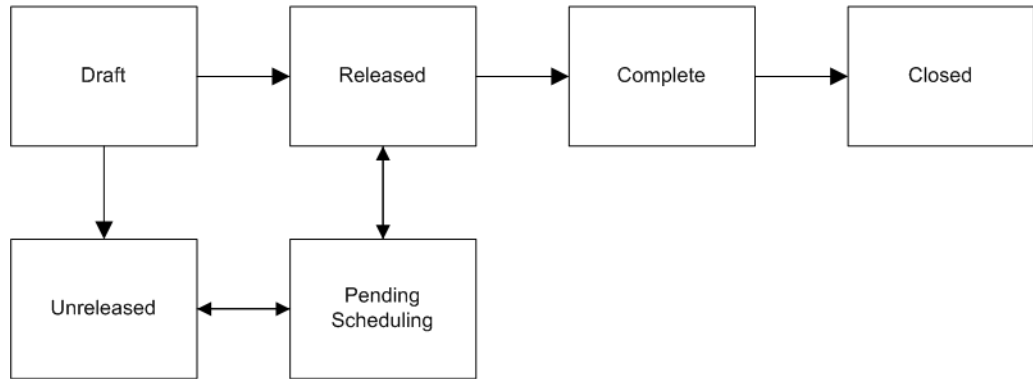 Draft
Released
Complete
Closed
Unreleased
Pending
Scheduling